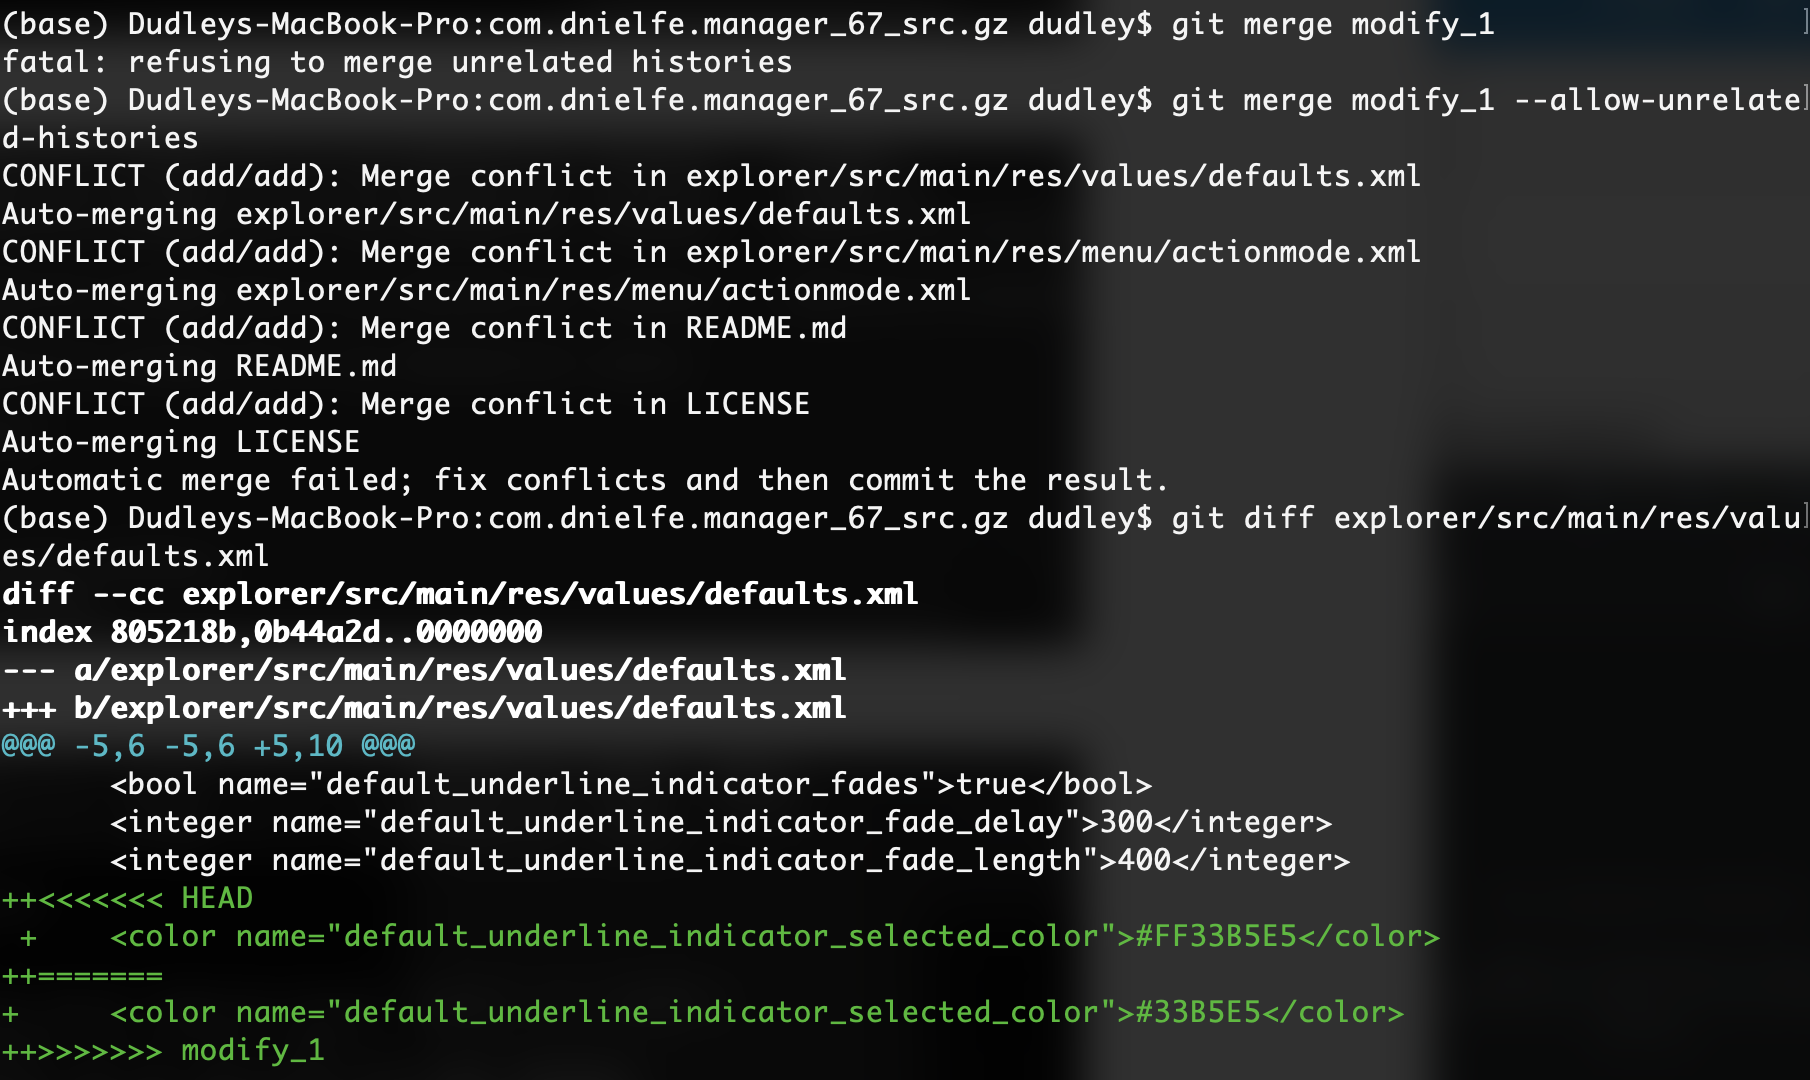 (base) Dudleys-MacBook-Pro:com.dnielfe.manager_67_src.gz dudley$ git merge modify_1
fatal: refusing to merge unrelated histories
(base) Dudleys-MacBook-Pro:com.dnielfe.manager_67_src.gz dudley$ git merge modify_1 --allow-unrelate
d-histories
CONFLICT (add/add): Merge conflict in explorer/src/main/res/values/defaults.xml
Auto-merging explorer/src/main/res/values/defaults.xml
CONFLICT (add/add): Merge conflict in explorer/src/main/res/menu/actionmode.xml
Auto-merging explorer/src/main/res/menu/actionmode.xml
CONFLICT (add/add): Merge conflict in README.md
Auto-merging README.md
CONFLICT (add/add): Merge conflict in LICENSE
Auto-merging LICENSE
Automatic merge failed; fix conflicts and then commit the result.
(base) Dudleys-MacBook-Pro:com.dnielfe.manager_67_src.gz dudley$ git diff explorer/src/main/res/valu
es/defaults.xml
diff --cc explorer/src/main/res/values/defaults.xml
index 805218b,0b44a2d..0000000
--- a/explorer/src/main/res/values/defaults.xml
+++ b/explorer/src/main/res/values/defaults.xml
@@@ -5,6 -5,6 +5,10 @@@
      <bool name="default_underline_indicator_fades">true</bool>
      <integer name="default_underline_indicator_fade_delay">300</integer>
      <integer name="default_underline_indicator_fade_length">400</integer>
++<<<<<<< HEAD
 +    <color name="default_underline_indicator_selected_color">#FF33B5E5</color>
++=======
+     <color name="default_underline_indicator_selected_color">#33B5E5</color>
++>>>>>>> modify_1